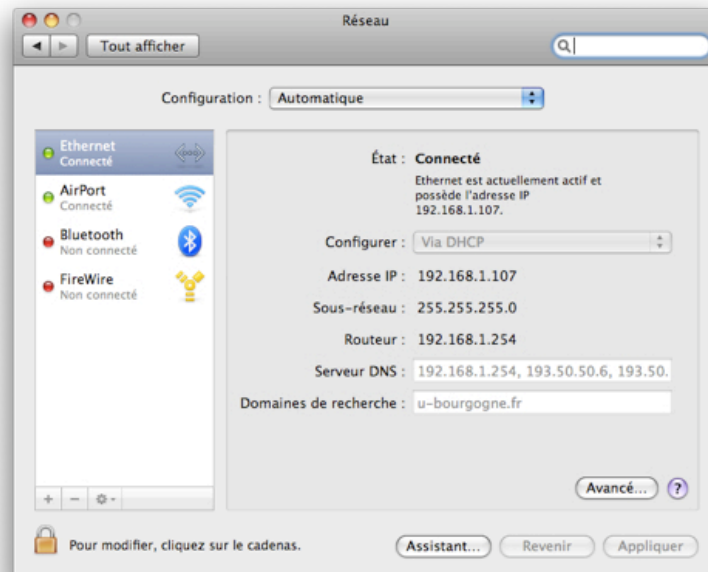 Réseau
Tout afficher
Configuration : Automatique
Ethernet
Connecté
AirPort
Connecté
Bluetooth
Non connecté
FireWire
Non connecté
État : Connecté
Ethernet est actuellement actif et
possède l'adresse IP
192.168.1.107.
Configurer : Via DHCP
Adresse IP : 192.168.1.107
Sous-réseau : 255.255.255.0
Routeur : 192.168.1.254
Serveur DNS : 192.168.1.254, 193.50.50.6, 193.50.
Domaines de recherche : u-bourgogne.fr
Avancé... ?
Pour modifier, cliquez sur le cadenas.
Assistant... Revenir Appliquer